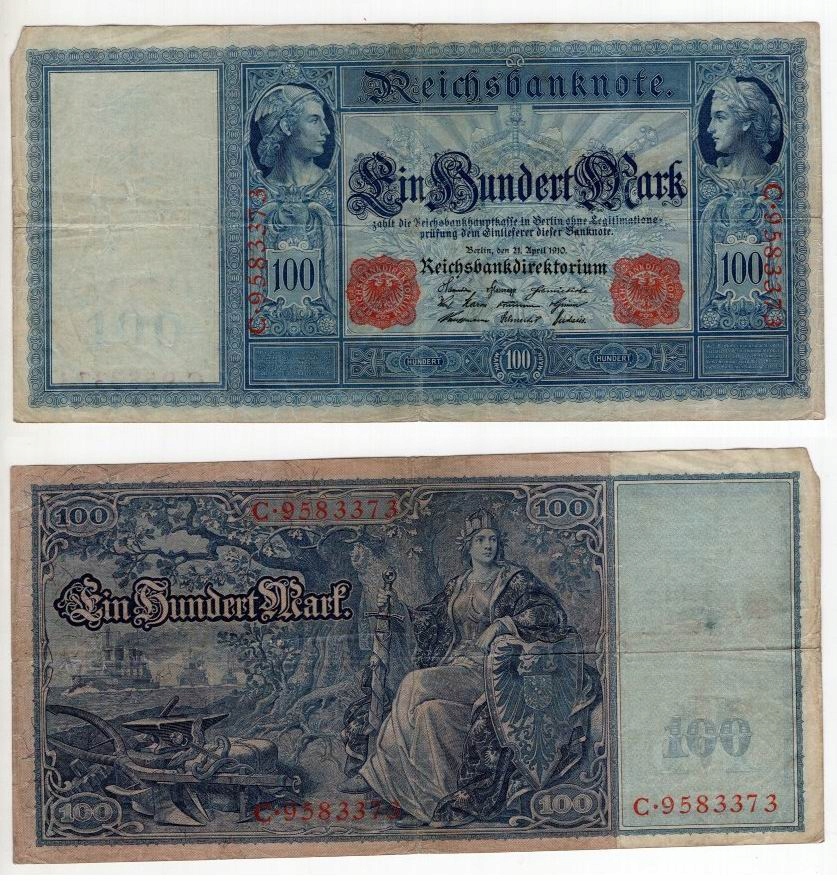 Reichsbanknote.
Ein Hundert Mark
zahlt die Reichsbankhauptkasse in Berlin ohne Legitimations-
prüfung dem Einlieferer dieser Banknote.
Berlin, den 21. April 1910.
Reichsbankdirektorium
C·9583373
C·9583373
100
100
HUNDERT
100
HUNDERT
100
C·9583373
100
Ein Hundert Mark.
100
100
C·9583373
100
C·9583373